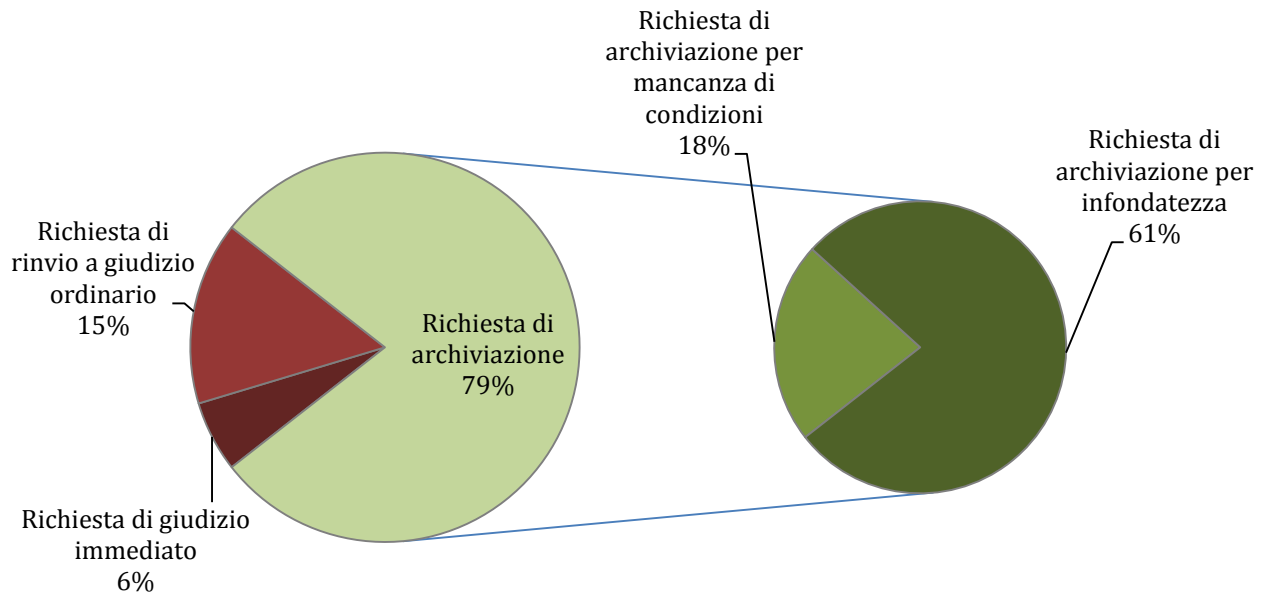 Richiesta di
rinvio a giudizio
ordinario
15%
Richiesta di giudizio
immediato
6%
Richiesta di
archiviazione
79%
Richiesta di
archiviazione per
mancanza di
condizioni
18%
Richiesta di
archiviazione per
infondatezza
61%